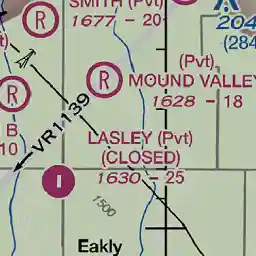 SMITH (Pvt)
1677 - 20
204
(284
R
R
(Pvt)
MOUND VALLEY
1628 - 18
B
10
VR1139
LASLEY (Pvt)
(CLOSED)
1630 - 25
I
1500
Eakly